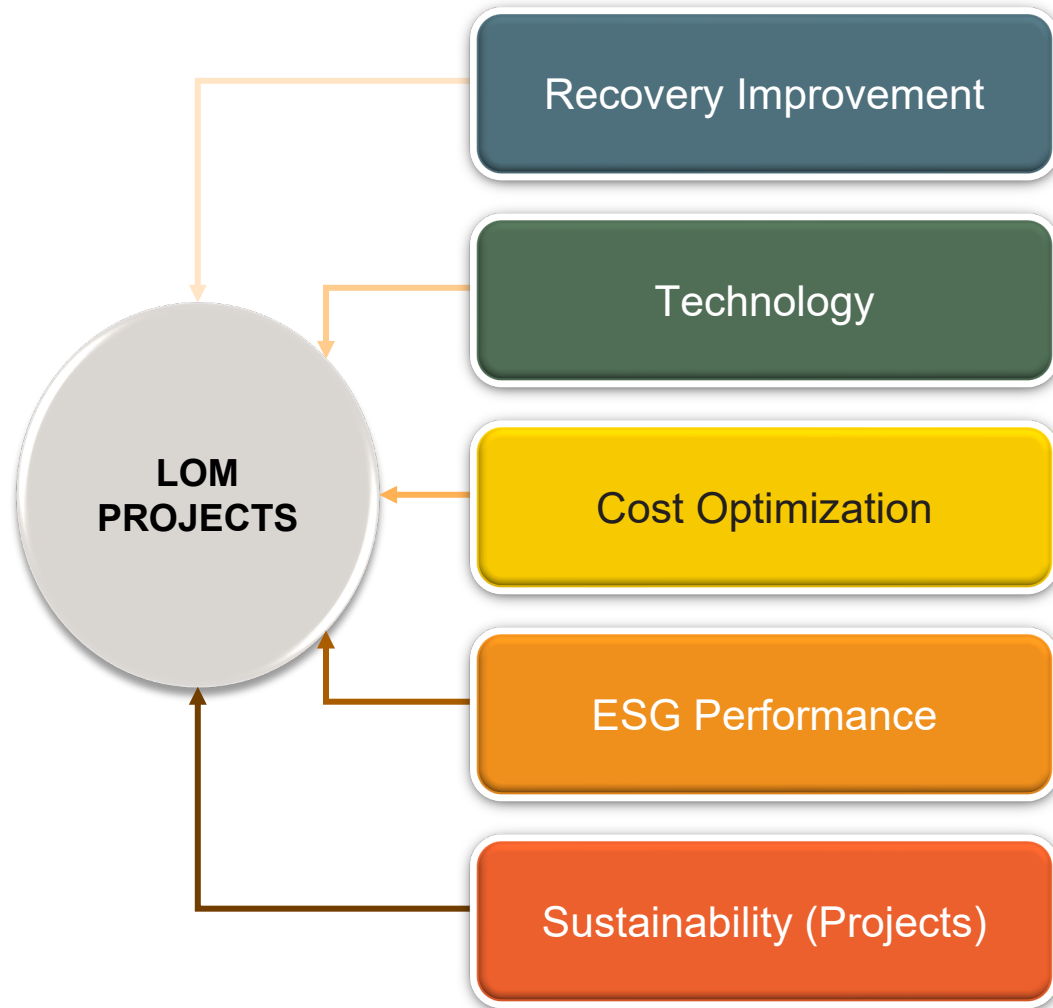 Recovery Improvement
Technology
LOM
PROJECTS
Cost Optimization
ESG Performance
Sustainability (Projects)